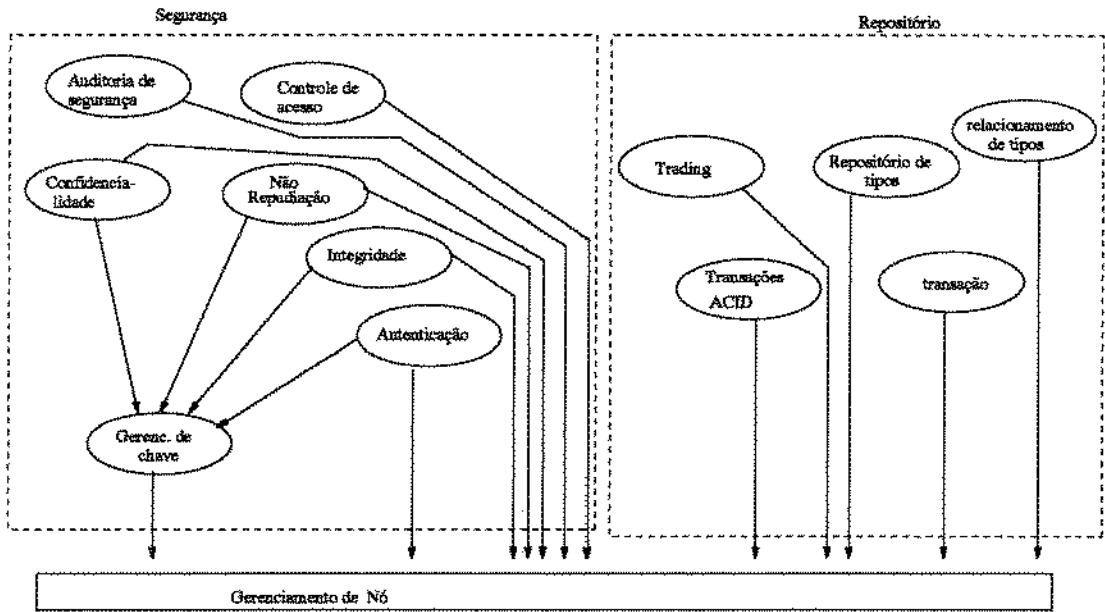 Segurança
Auditoria de
segurança
Controle de
acesso
Confidencia-
lidade
Não
Repudiação
Integridade
Autenticação
Gerenc. de
chave
Repositório
Trading
Repositório de
tipos
relacionamento
de tipos
Transações
ACID
transação
Gerenciamento de Nó